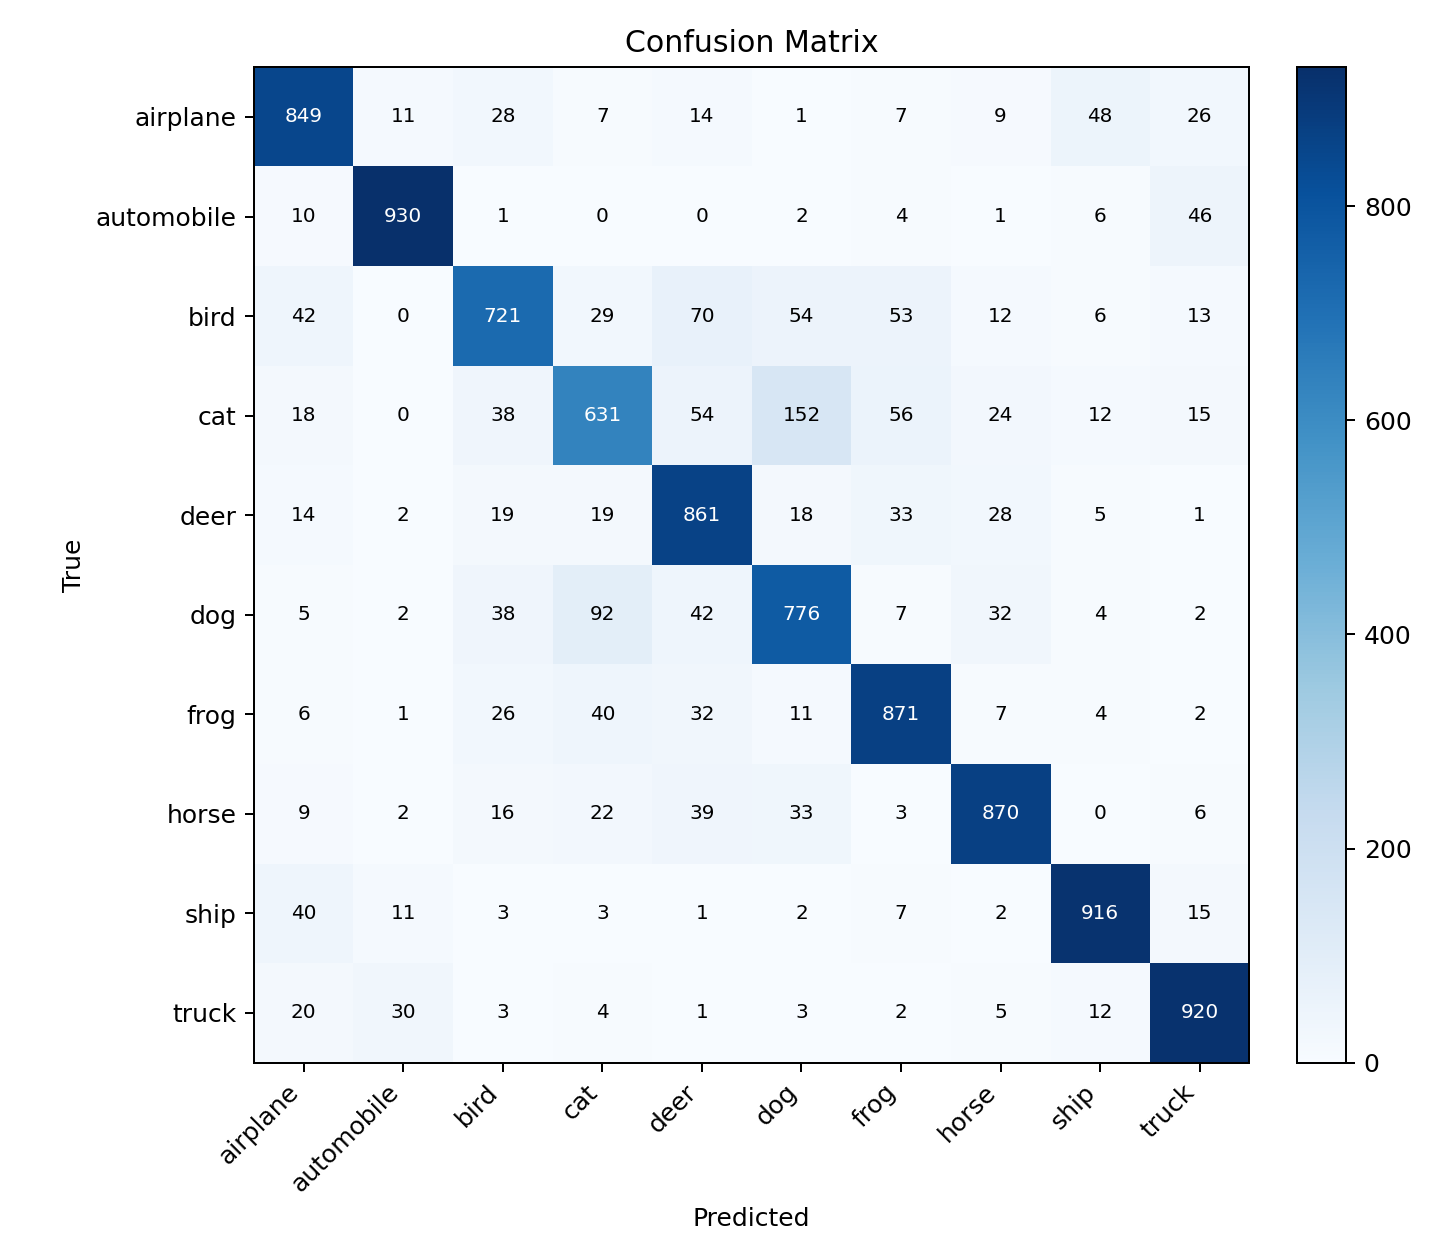 Confusion Matrix
airplane 849 11 28 7 14 1 7 9 48 26
automobile 10 930 1 0 0 2 4 1 6 46
bird 42 0 721 29 70 54 53 12 6 13
cat 18 0 38 631 54 152 56 24 12 15
deer 14 2 19 19 861 18 33 28 5 1
dog 5 2 38 92 42 776 7 32 4 2
frog 6 1 26 40 32 11 871 7 4 2
horse 9 2 16 22 39 33 3 870 0 6
ship 40 11 3 3 1 2 7 2 916 15
truck 20 30 3 4 1 3 2 5 12 920
airplane automobile bird cat deer dog frog horse ship truck
Predicted
True
800
600
400
200
0